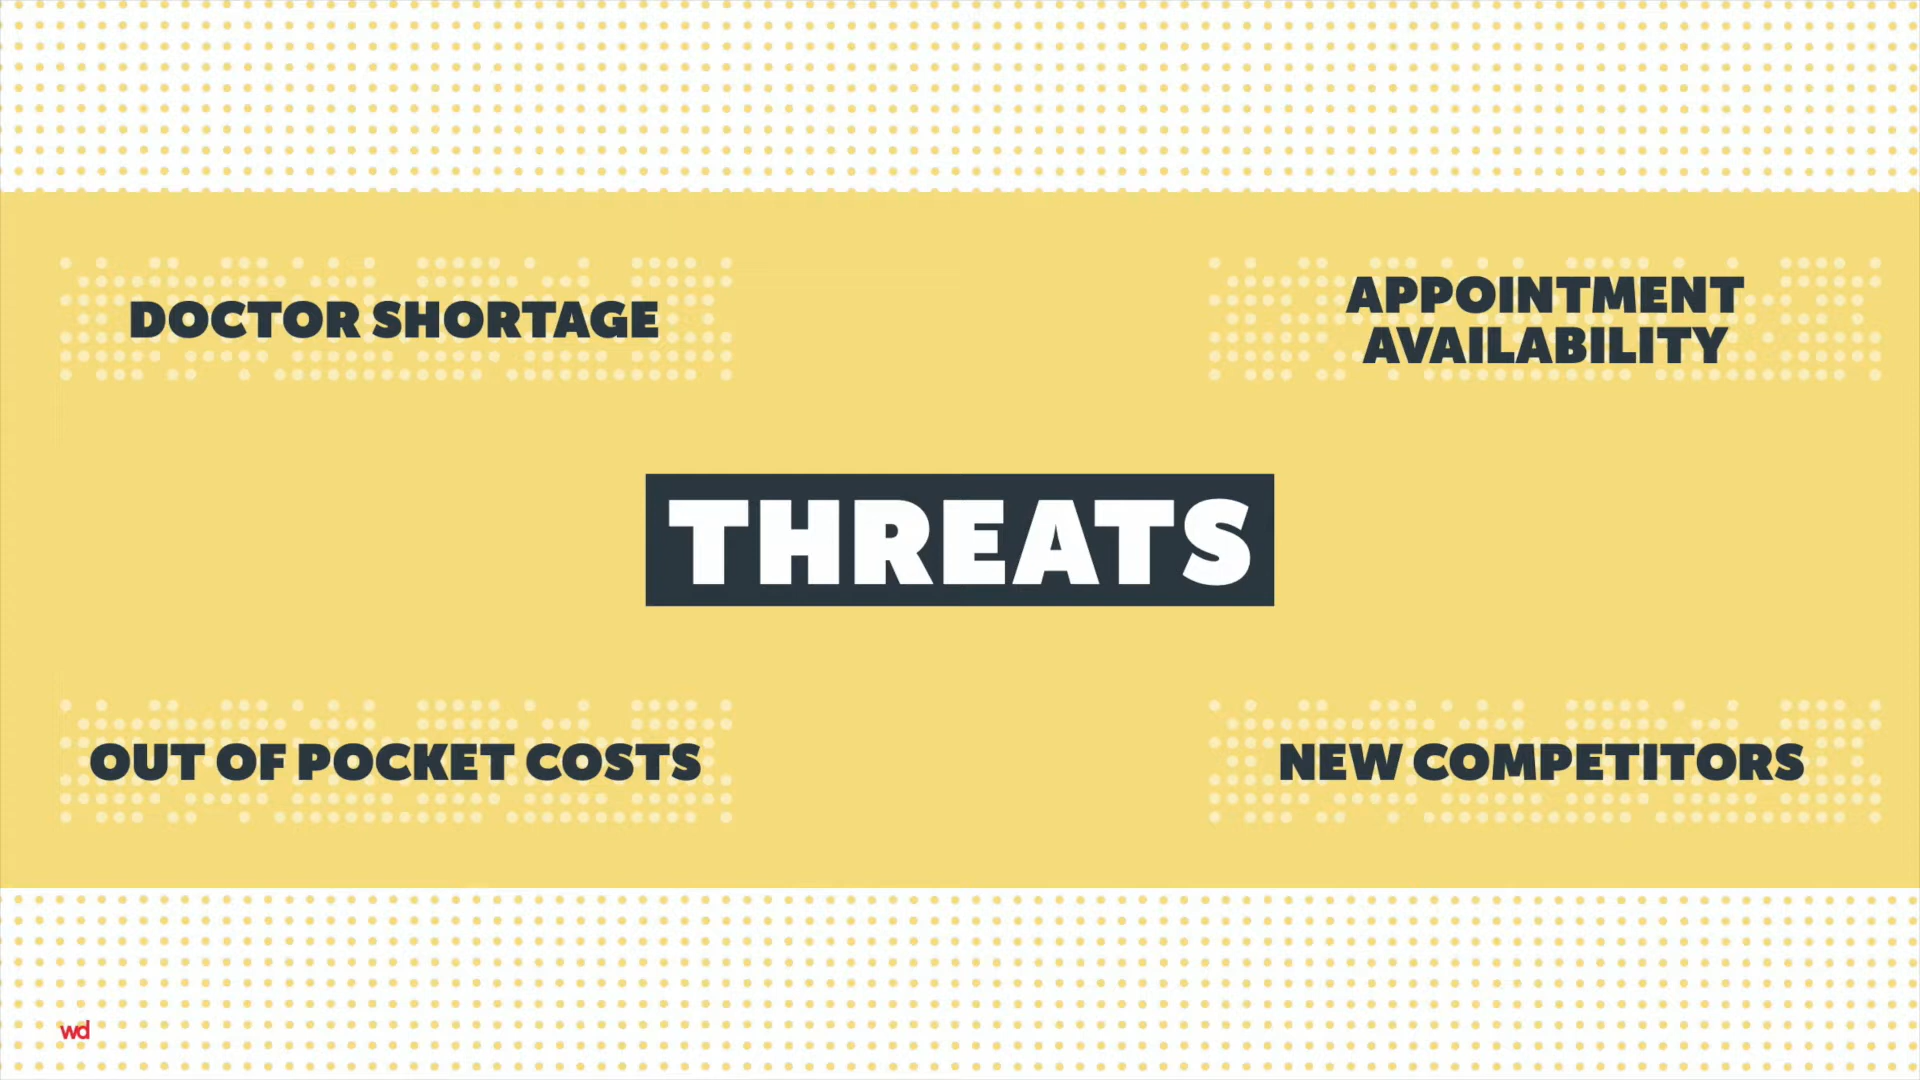 DOCTOR SHORTAGE
APPOINTMENT
AVAILABILITY
THREATS
OUT OF POCKET COSTS
NEW COMPETITORS
wd